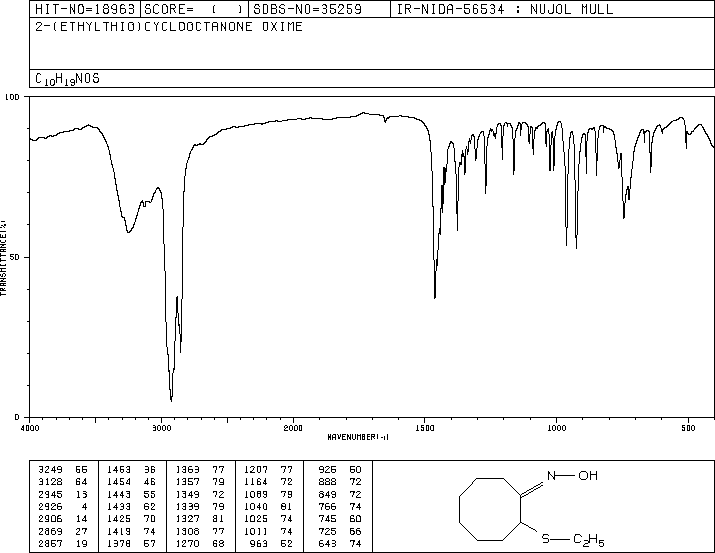 HIT-NO=18963 SCORE= ( ) SDBS-NO=35259 IR-NIDA-56534 : NUJOL MULL
2-(ETHYLTHIO)CYCLOOCTANONE OXIME
C10H19NOS
100
50
0
TRANSMITTANCE(%)
4000 3000 2000 1500 1000 500
WAVENUMBER(-1)
3249 55 1463 36 1363 77 1207 77 926 50
3128 64 1454 46 1357 79 1164 72 888 72
2945 13 1443 55 1349 72 1089 79 849 72
2926 4 1433 62 1339 79 1040 81 766 74
2906 14 1425 70 1327 81 1025 74 745 60
2869 27 1419 74 1308 77 1011 74 725 66
2857 19 1378 57 1270 68 963 52 643 74
N OH
S C2H5